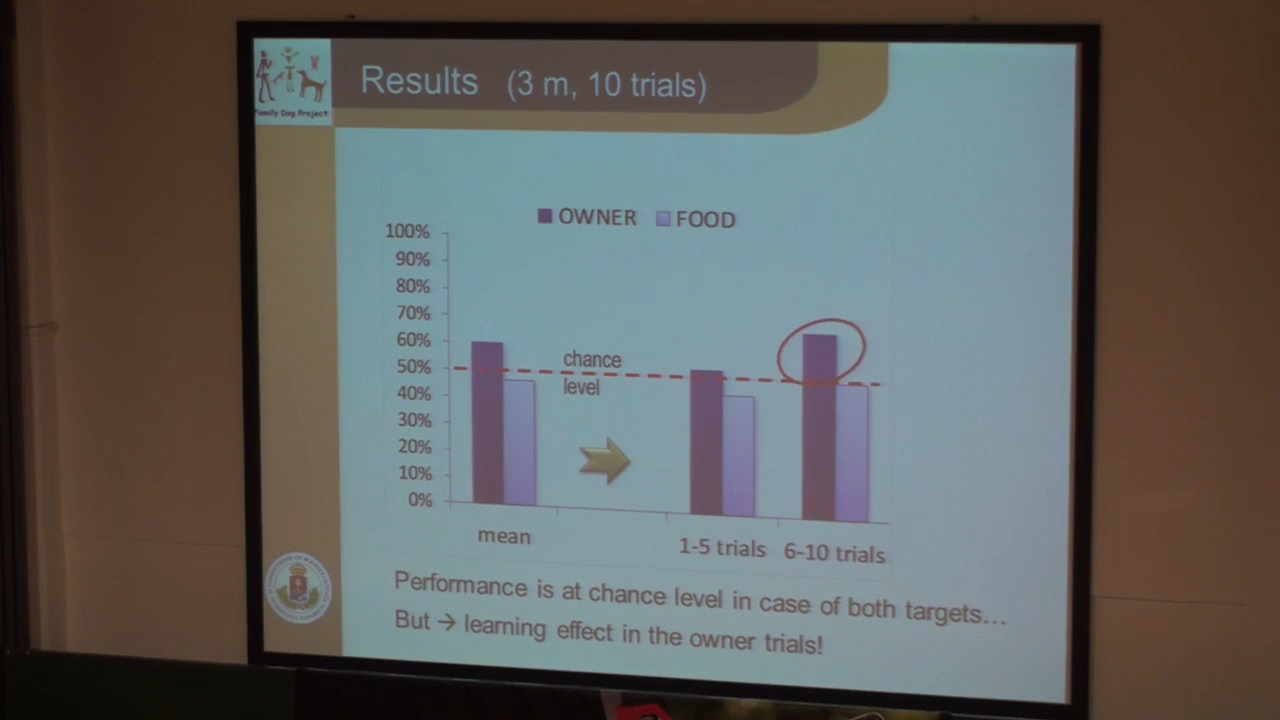 Results (3 m, 10 trials)
Family Dog Project
OWNER FOOD
100%
90%
80%
70%
60%
50%
40%
30%
20%
10%
0%
chance
level
mean
1-5 trials
6-10 trials
Performance is at chance level in case of both targets...
But → learning effect in the owner trials!